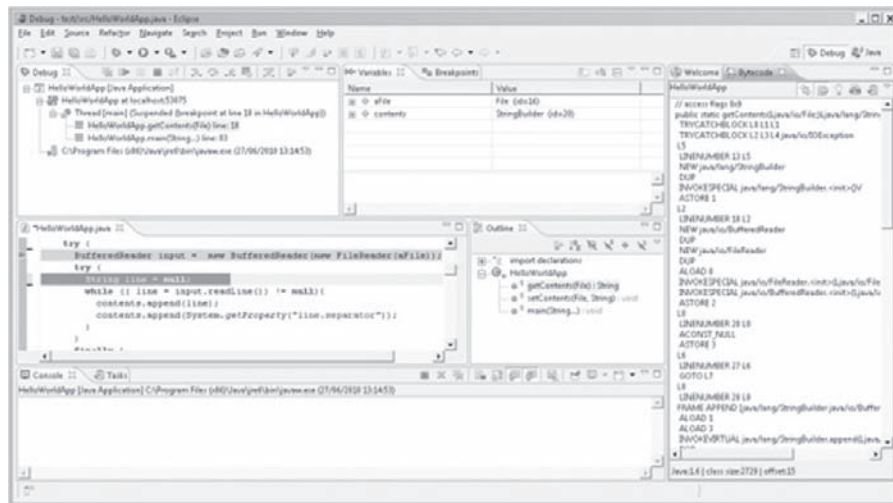 Debug - test/src/HelloWorldApp.java - Eclipse
File Edit Source Refactor Navigate Search Project Run Window Help
Debug Java
Debug
HelloWorldApp [Java Application]
HelloWorldApp at localhost:53075
Thread [main] (Suspended (breakpoint at line 18 in HelloWorldApp))
HelloWorldApp.getContents(File) line: 18
HelloWorldApp.main(String...) line: 83
C:\Program Files (x86)\Java\jre6\bin\javaw.exe (27/06/2010 13:14:53)
Variables Breakpoints
Name Value
aFile File (id=16)
contents StringBuilder (id=20)
*HelloWorldApp.java
try {
BufferedReader input = new BufferedReader(new FileReader(aFile));
try {
String line = null;
while (( line = input.readLine()) != null){
contents.append(line);
contents.append(System.getProperty("line.separator"));
}
}
finally {
Outline
import declarations
HelloWorldApp
getContents(File) : String
setContents(File, String) : void
main(String...) : void
Console Tasks
HelloWorldApp [Java Application] C:\Program Files (x86)\Java\jre6\bin\javaw.exe (27/06/2010 13:14:53)
Welcome Bytecode
HelloWorldApp
// access flags 0x9
public static getContents(Ljava/io/File;)Ljava/lang/Strin
TRYCATCHBLOCK L0 L1 L1
TRYCATCHBLOCK L2 L3 L4 java/io/IOException
L5
LINENUMBER 13 L5
NEW java/lang/StringBuilder
DUP
INVOKESPECIAL java/lang/StringBuilder.<init>()V
ASTORE 1
L2
LINENUMBER 18 L2
NEW java/io/BufferedReader
DUP
NEW java/io/FileReader
DUP
ALOAD 0
INVOKESPECIAL java/io/FileReader.<init>(Ljava/io/File
INVOKESPECIAL java/io/BufferedReader.<init>(Ljava/io
ASTORE 2
L0
LINENUMBER 20 L0
ACONST_NULL
ASTORE 3
L6
LINENUMBER 27 L6
GOTO L7
L8
LINENUMBER 28 L8
FRAME APPEND [java/lang/StringBuilder java/io/Buffer
ALOAD 1
ALOAD 3
INVOKEVIRTUAL java/lang/StringBuilder.append(Ljava
Java:1.6 | class size:2729 | offset:15